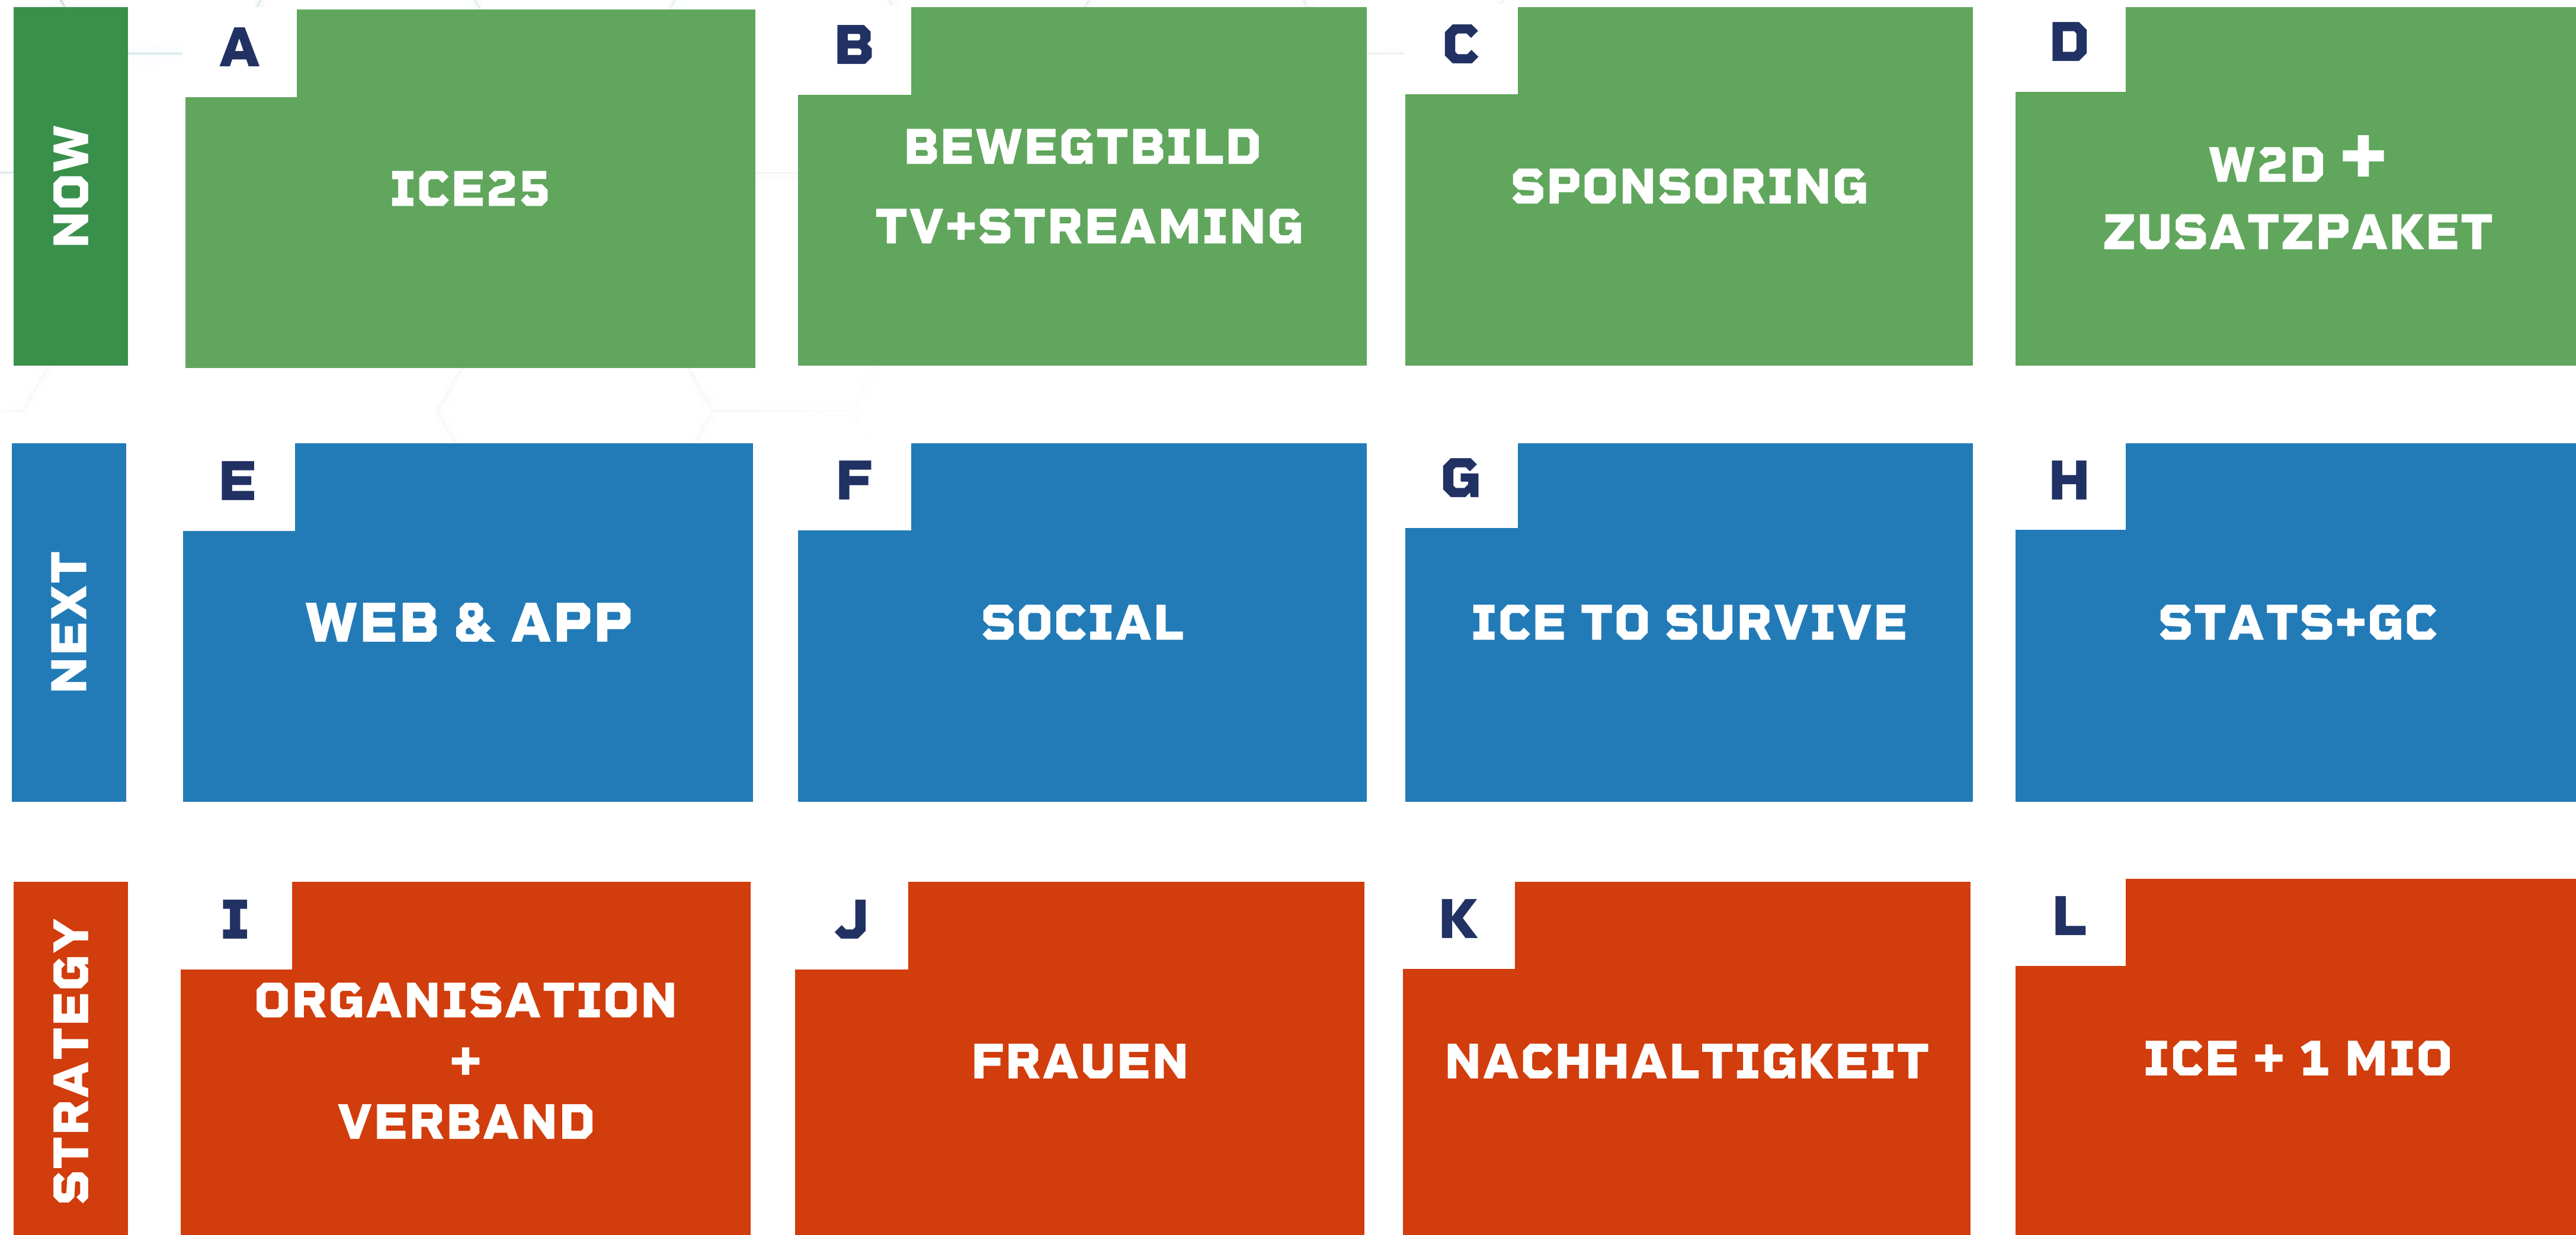 NOW
A
ICE25
B
BEWEGTBILD
TV+STREAMING
C
SPONSORING
D
W2D +
ZUSATZPAKET
NEXT
E
WEB & APP
F
SOCIAL
G
ICE TO SURVIVE
H
STATS+GC
STRATEGY
I
ORGANISATION
+
VERBAND
J
FRAUEN
K
NACHHALTIGKEIT
L
ICE + 1 MIO